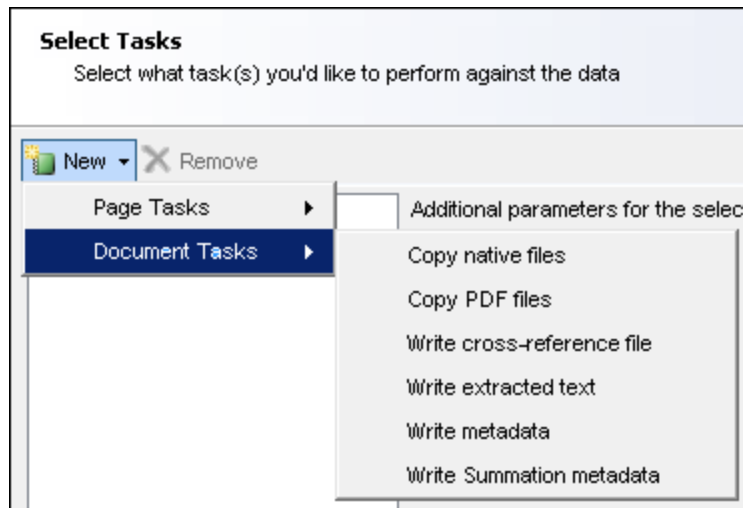 Select Tasks
Select what task(s) you'd like to perform against the data
New Remove
Page Tasks
Additional parameters for the selec
Document Tasks
Copy native files
Copy PDF files
Write cross-reference file
Write extracted text
Write metadata
Write Summation metadata